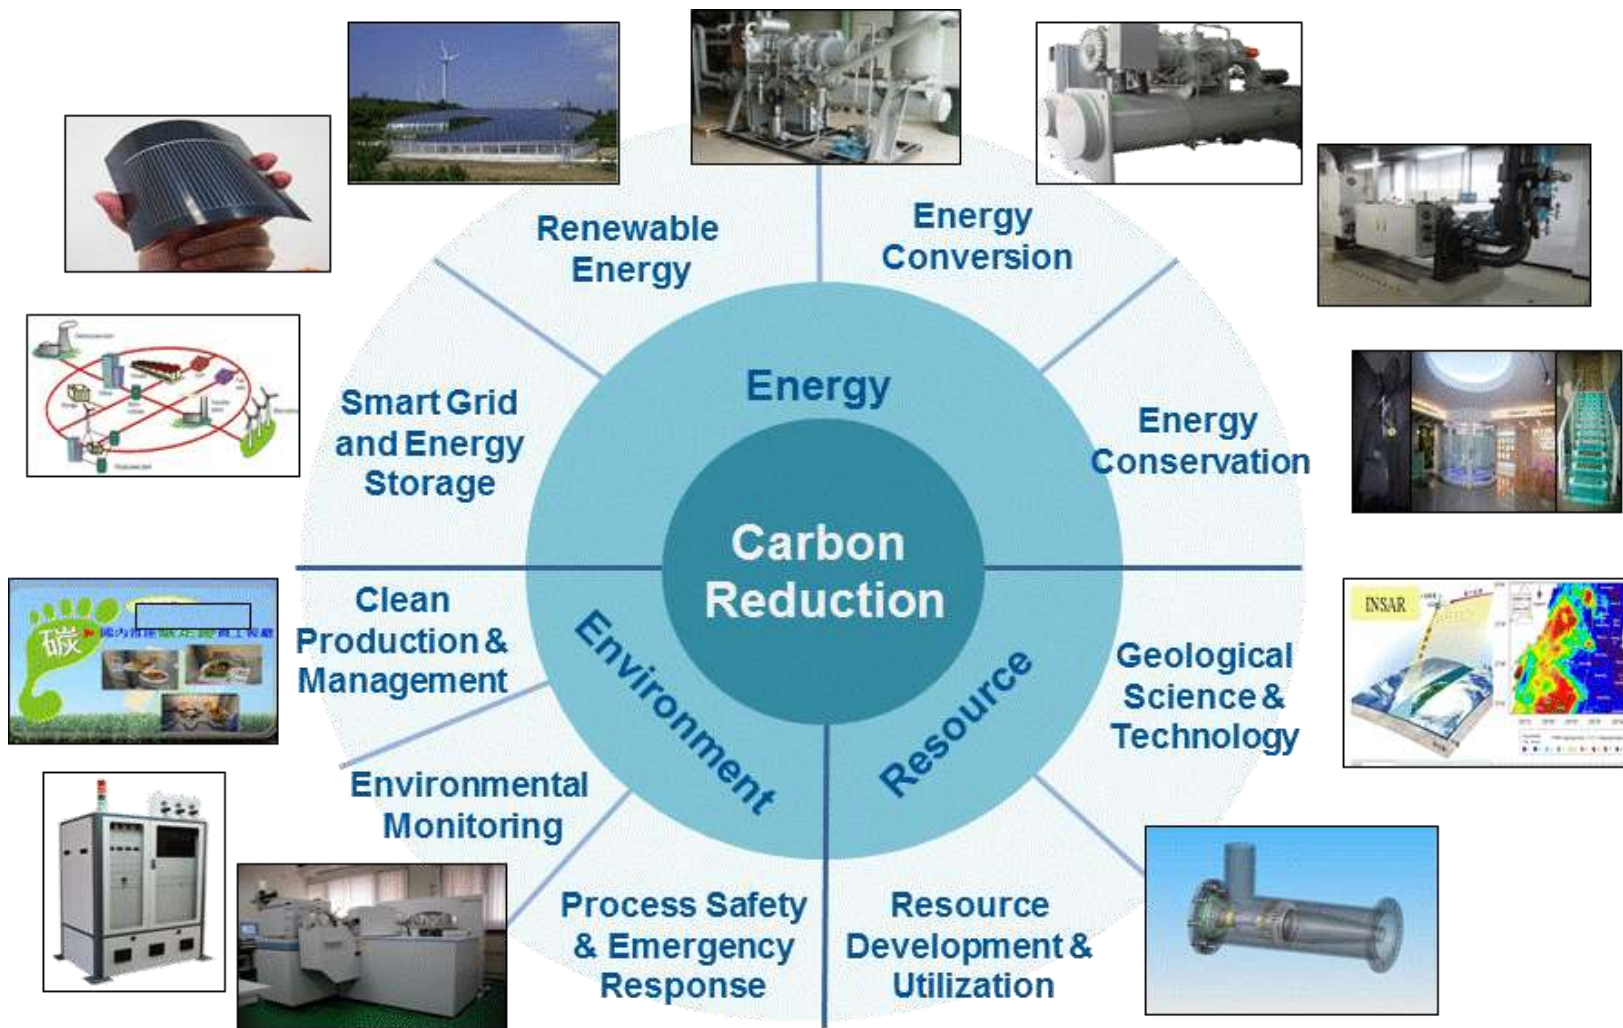 Renewable
Energy
Energy
Conversion
Smart Grid
and Energy
Storage
Energy
Energy
Conservation
Carbon
Reduction
Clean
Production &
Management
Environment
Resource
Geological
Science &
Technology
Environmental
Monitoring
Process Safety
& Emergency
Response
Resource
Development &
Utilization
碳
INSAR